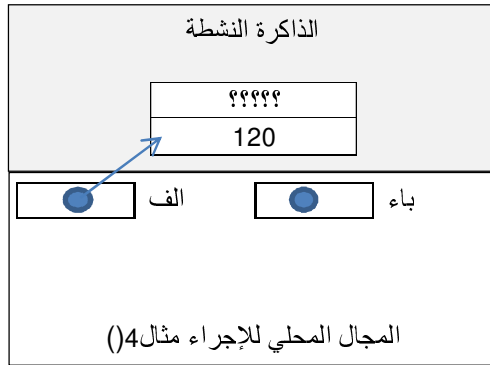 الذاكرة النشطة
؟؟؟؟؟
120
باء
الف
المجال المحلي للإجراء مثال4()